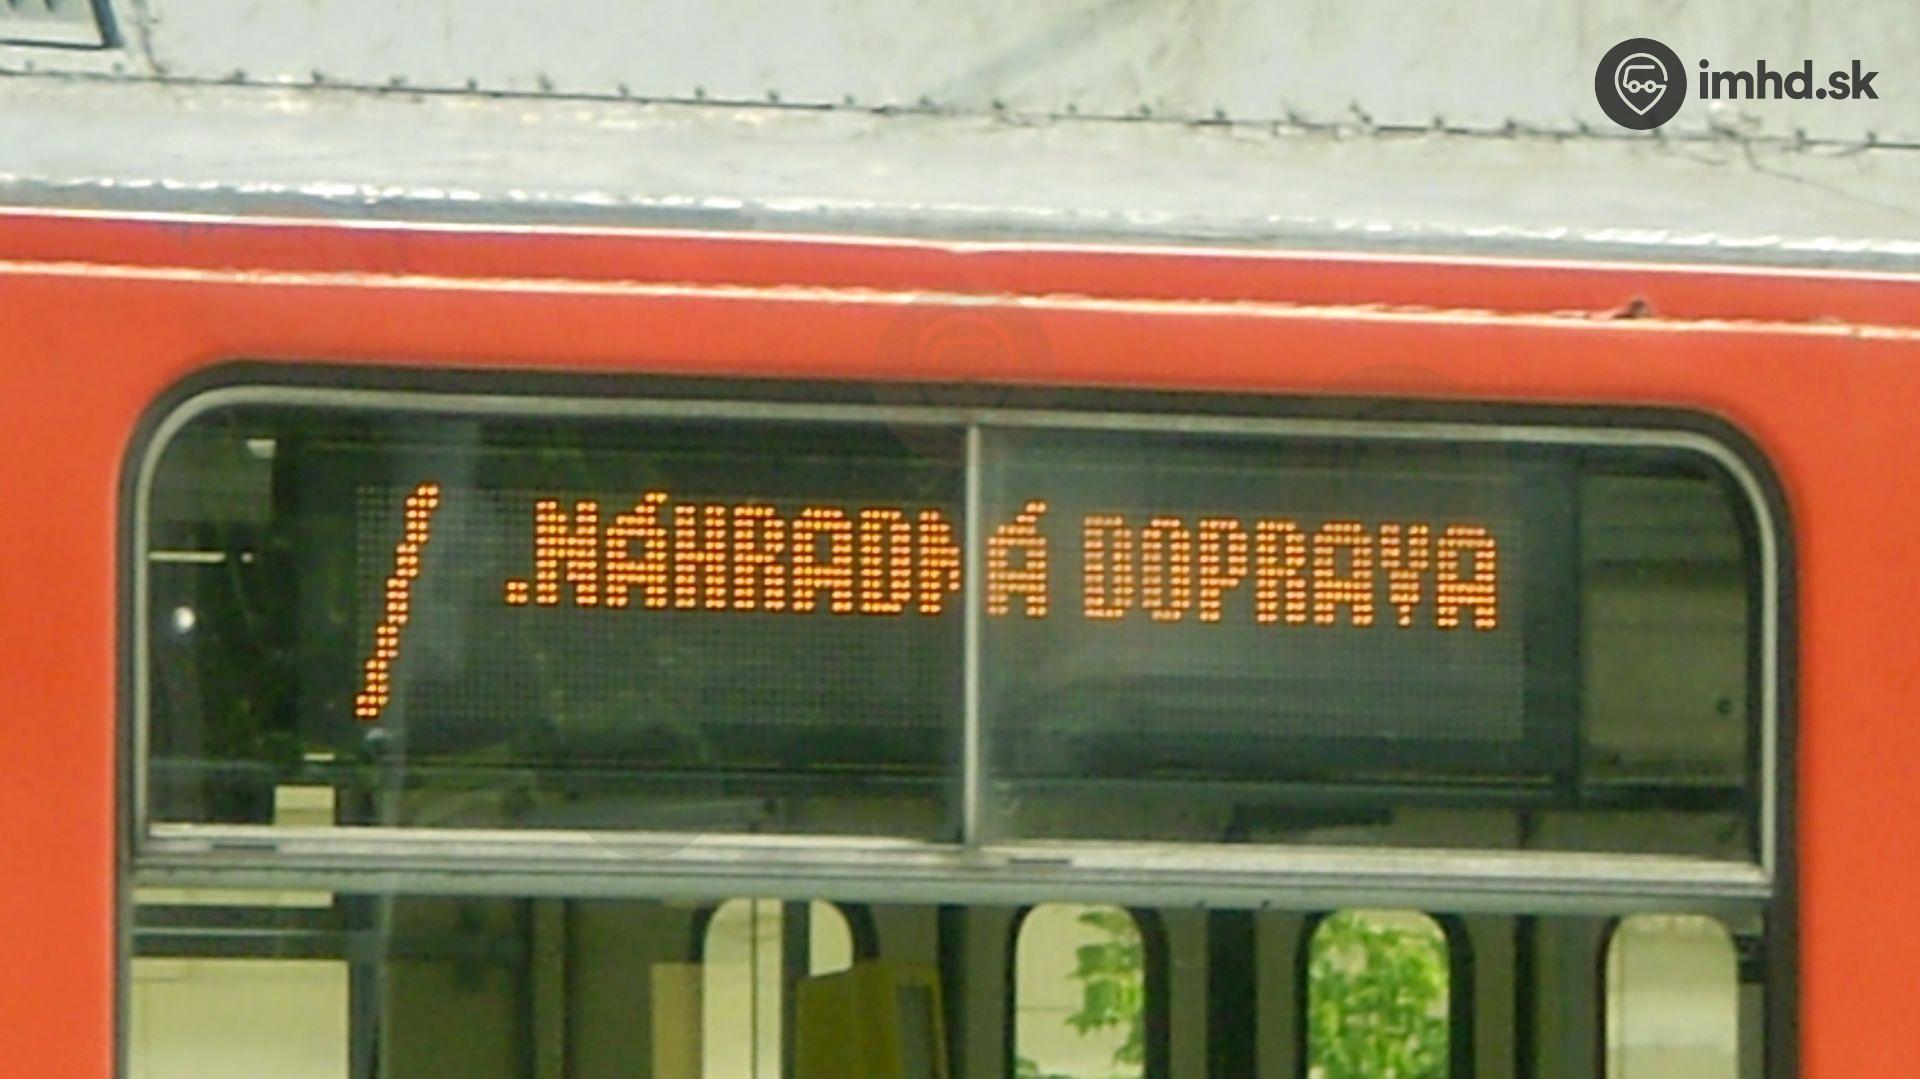 imhd.sk
/ .NÁHRADNÁ DOPRAVA